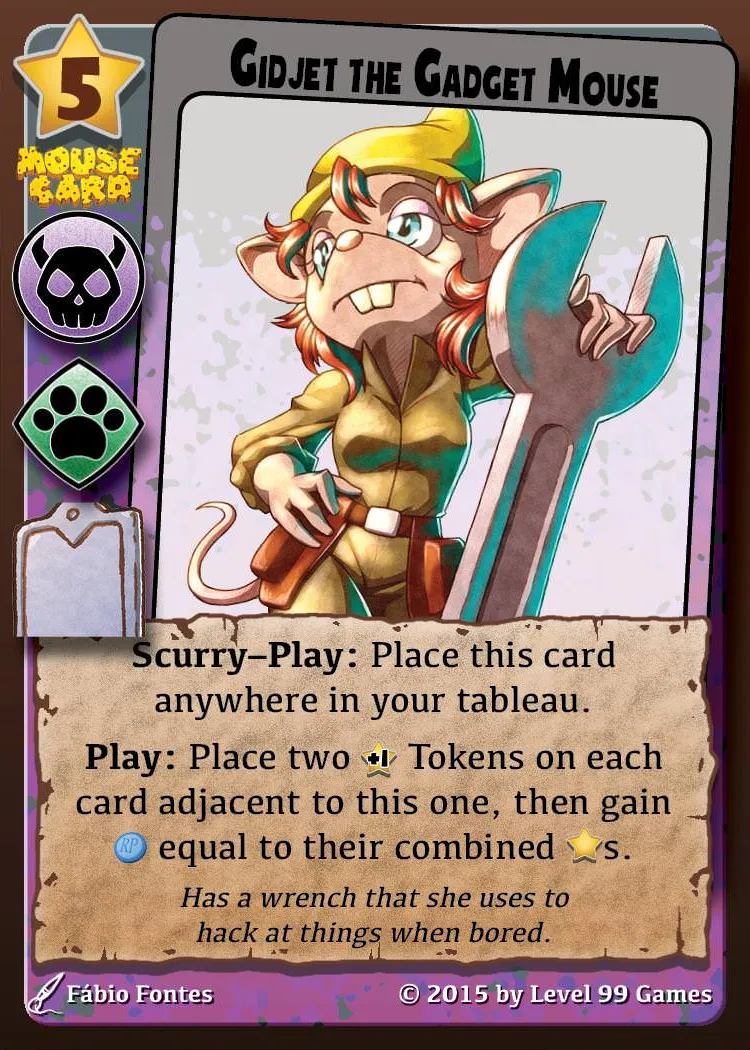 Gidjet the Gadget Mouse
5
MOUSE
CARD
Scurry–Play: Place this card
anywhere in your tableau.
Play: Place two +1 Tokens on each
card adjacent to this one, then gain
RP equal to their combined s.
Has a wrench that she uses to
hack at things when bored.
Fábio Fontes
© 2015 by Level 99 Games